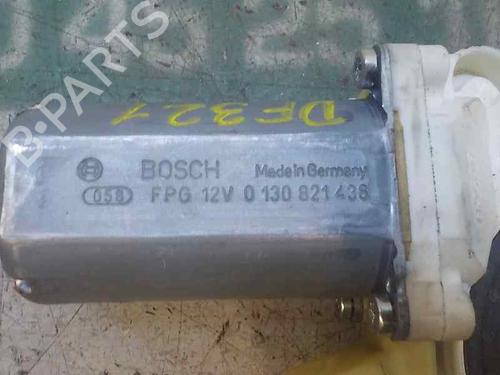 B-PARTS
DF321
BOSCH Made in Germany
058 FPG 12V 0 130 821 436